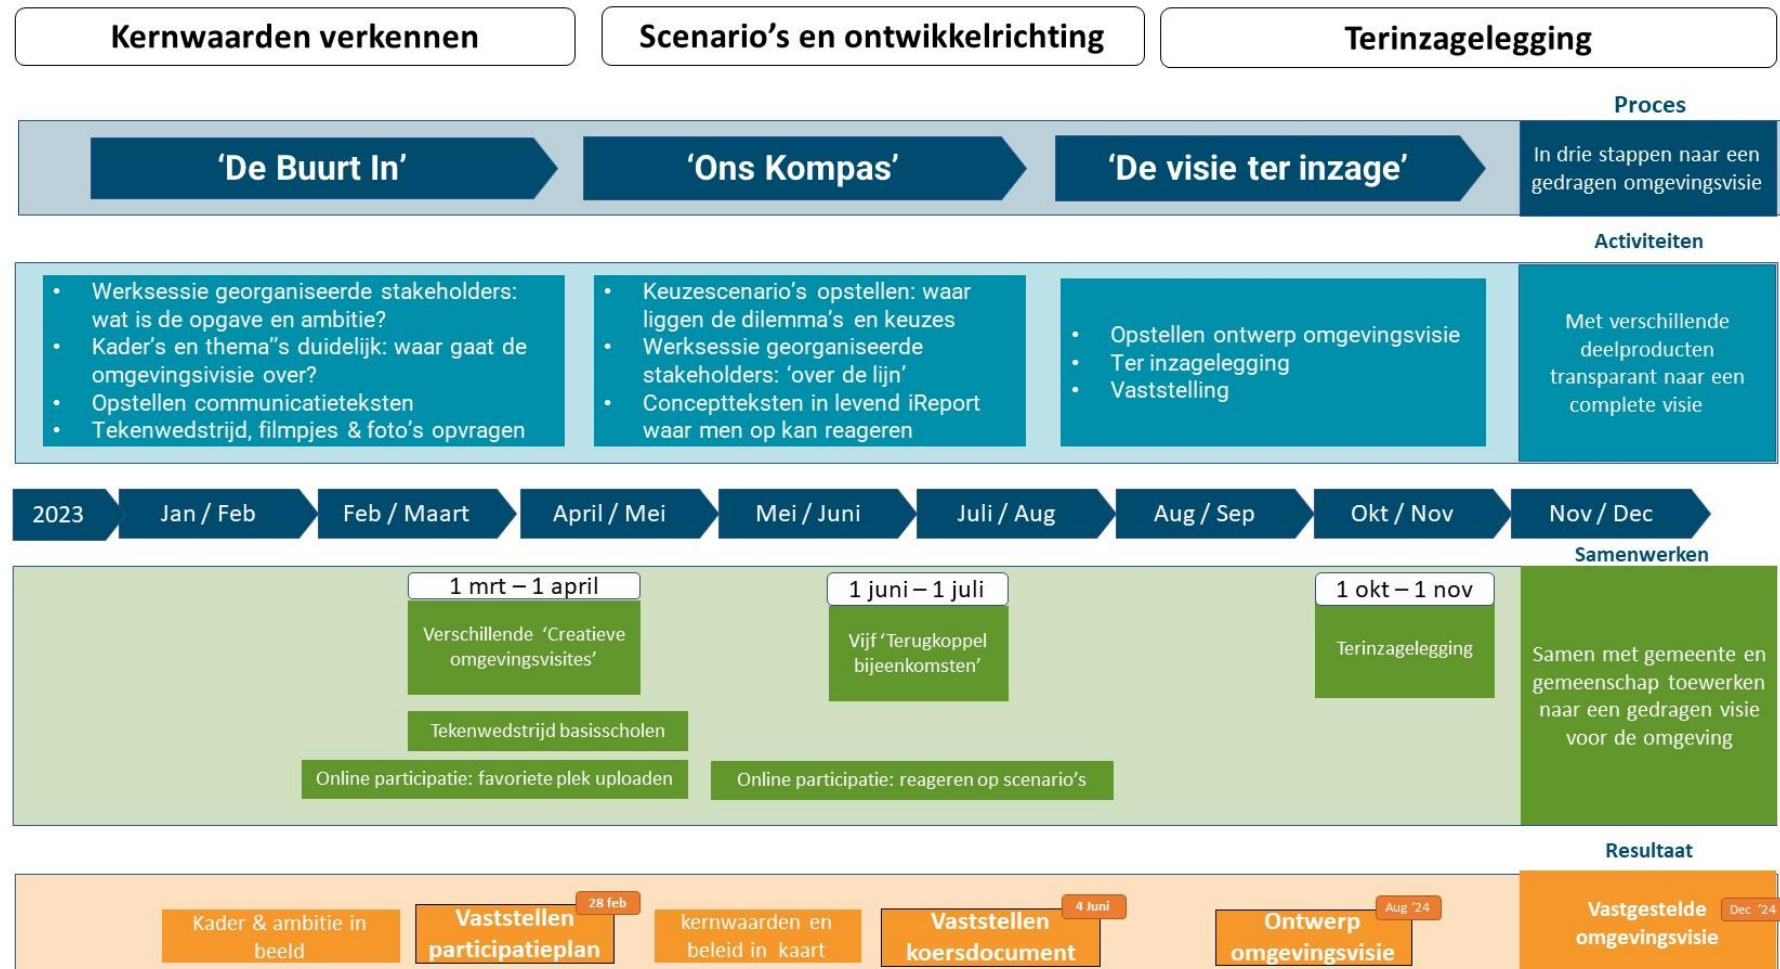 Kernwaarden verkennen
Scenario's en ontwikkelrichting
Terinzagelegging
Proces
'De Buurt In'
'Ons Kompas'
'De visie ter inzage'
In drie stappen naar een
gedragen omgevingsvisie
Activiteiten
• Werksessie georganiseerde stakeholders:
wat is de opgave en ambitie?
• Kader's en thema"s duidelijk: waar gaat de
omgevingsivisie over?
• Opstellen communicatieteksten
• Tekenwedstrijd, filmpjes & foto's opvragen
• Keuzescenario's opstellen: waar
liggen de dilemma's en keuzes
• Werksessie georganiseerde
stakeholders: 'over de lijn'
• Concептteksten in levend iReport
waar men op kan reageren
• Opstellen ontwerp omgevingsvisie
• Ter inzagelegging
• Vaststelling
Met verschillende
deelproducten
transparant naar een
complete visie
2023
Jan / Feb
Feb / Maart
April / Mei
Mei / Juni
Juli / Aug
Aug / Sep
Okt / Nov
Nov / Dec
Samenwerken
1 mrt – 1 april
Verschillende 'Creatieve
omgevingsvisites'
1 juni – 1 juli
Vijf 'Terugkoppel
bijeenkomsten'
1 okt – 1 nov
Terinzagelegging
Tekenwedstrijd basisscholen
Online participatie: favoriete plek uploaden
Online participatie: reageren op scenario's
Samen met gemeente en
gemeenschap toewerken
naar een gedragen visie
voor de omgeving
Resultaat
Kader & ambitie in
beeld
Vaststellen
participatieplan
28 feb
kernwaarden en
beleid in kaart
Vaststellen
koersdocument
4 Juni
Ontwerp
omgevingsvisie
Aug '24
Vastgestelde
omgevingsvisie
Dec '24